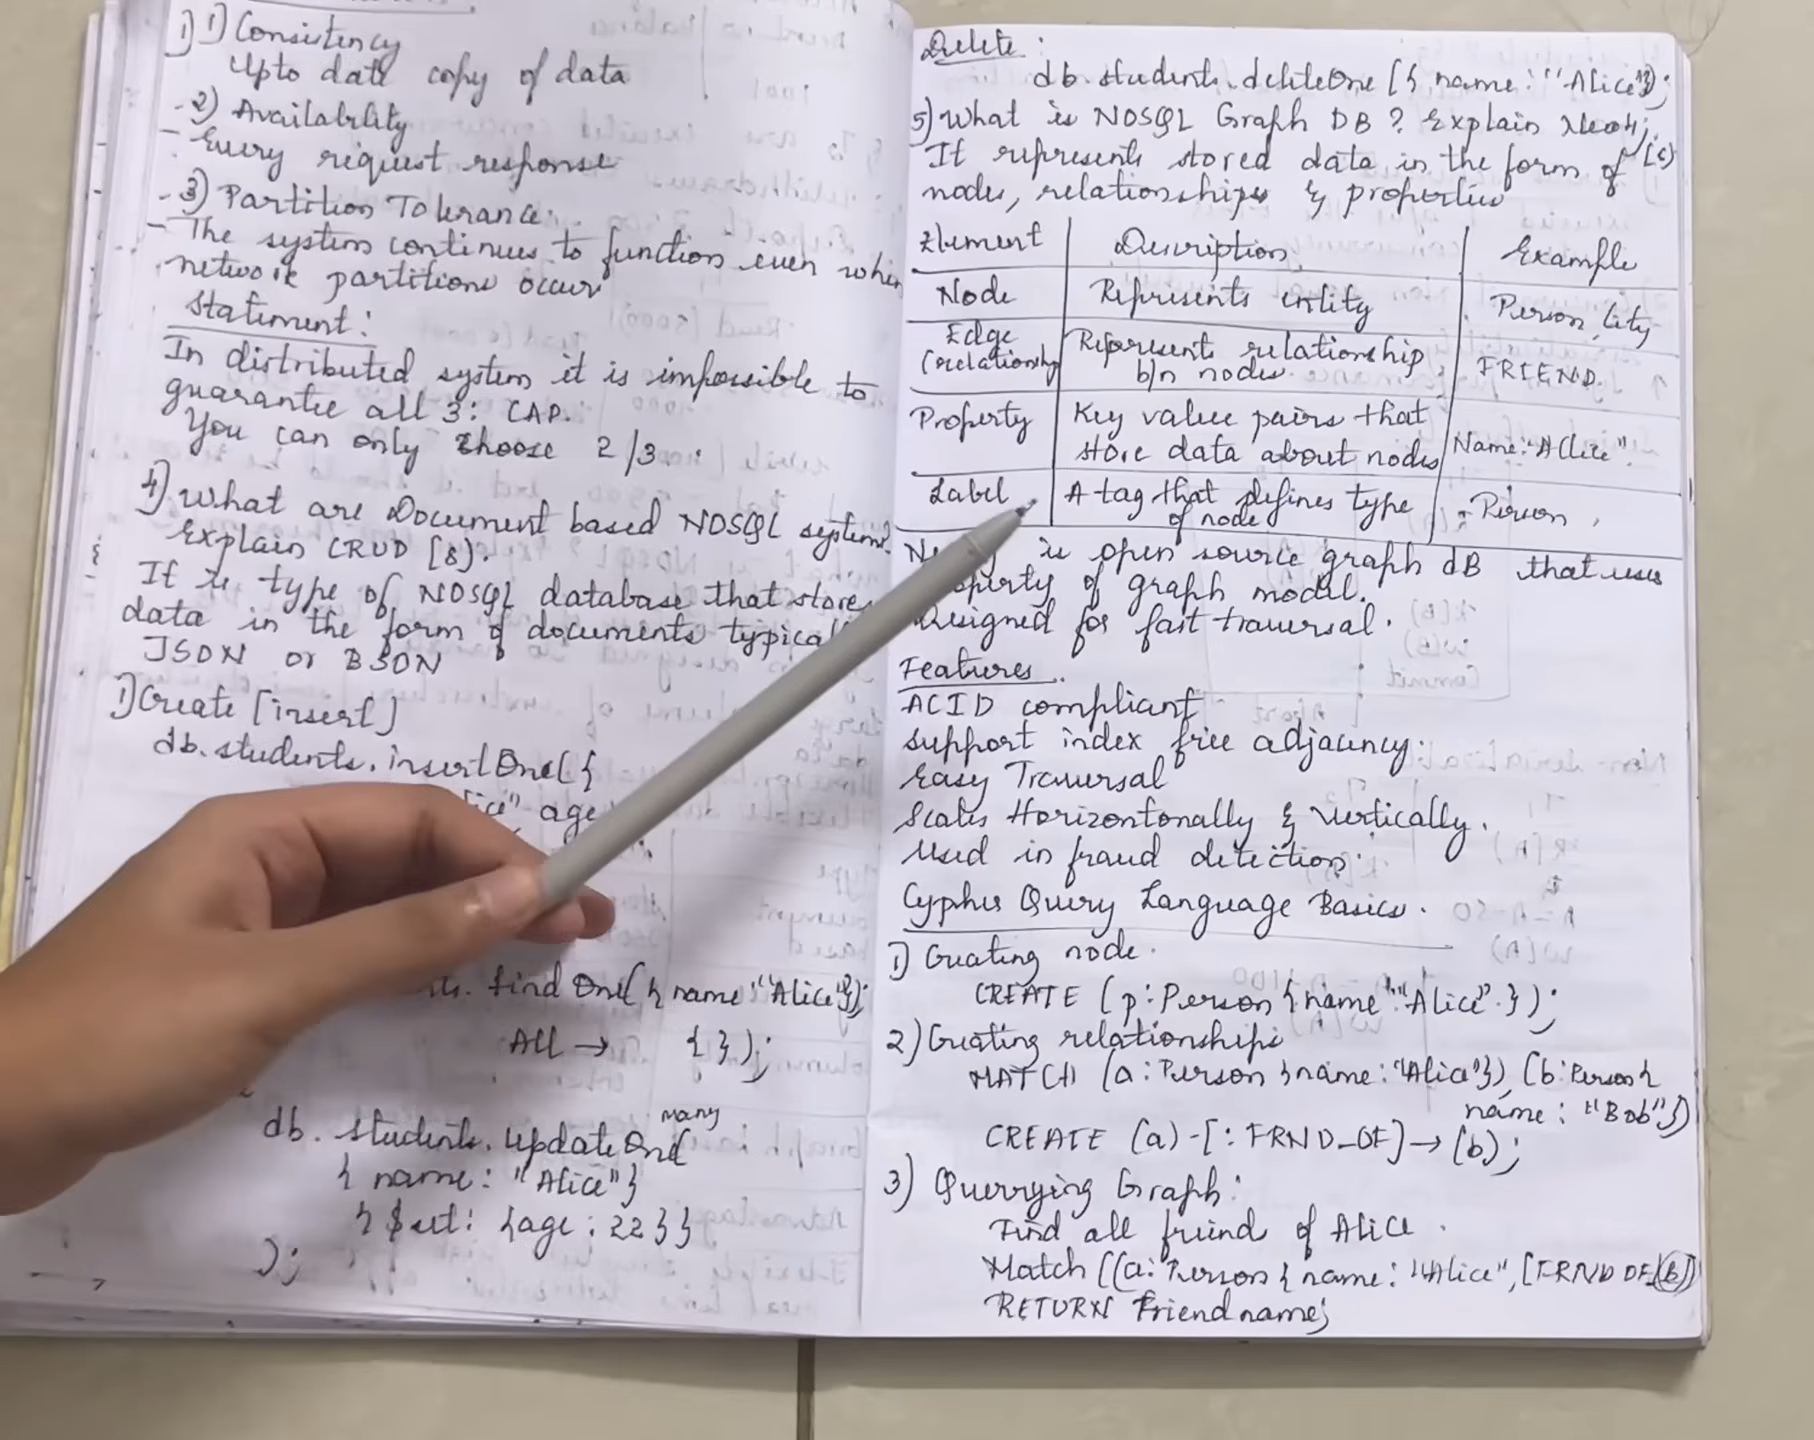 1) 1) Consistency
Upto date copy of data
- 2) Availability
- Every request response
- 3) Partition Tolerance
- The system continues to function even when
network partitions occur
Statement:
In distributed system it is impossible to
guarantee all 3: CAP.
You can only choose 2/3.
4) What are Document based NOSQL systems.
Explain CRUD [8].
It is type of NOSQL database that store
data in the form of documents typical
JSON or BSON
1) Create [insert]
db.students.insertOne({
age
findOne({name "Alice"});
All → { });
many
db.students.updateOne(
{ name: "Alice"}
{ $set: {age: 22 }}
);
Delete:
db.students.deleteOne({ name: "Alice"});
5) What is NOSQL Graph DB? Explain Neo4j.
It represents stored data in the form of
nodes, relationships & properties
Element | Description | Example
Node | Represents entity | Person, City
Edge (relationship | Represents relationship b/n nodes. | FRIEND.
Property | Key value pairs that store data about nodes | Name: "Alice".
Label | A tag that defines type of node | Person,
is open source graph dB that uses
of graph model.
Designed for fast traversal.
Features.
ACID compliant
Support index free adjacency.
Easy Traversal
Scales Horizontonally & Vertically.
Used in fraud detection.
Cypher Query Language Basics.
1) Creating node.
CREATE (p:Person {name: "Alice"});
2) Creating relationships
MATCH (a:Person {name: "Alice"}), (b:Person {
name: "Bob"})
CREATE (a)-[:FRND_OF]→(b);
3) Querrying Graph:
Find all friend of Alice.
Match ((a: Person { name: "Alice", [FRND OF](b))
RETURN Friendname;